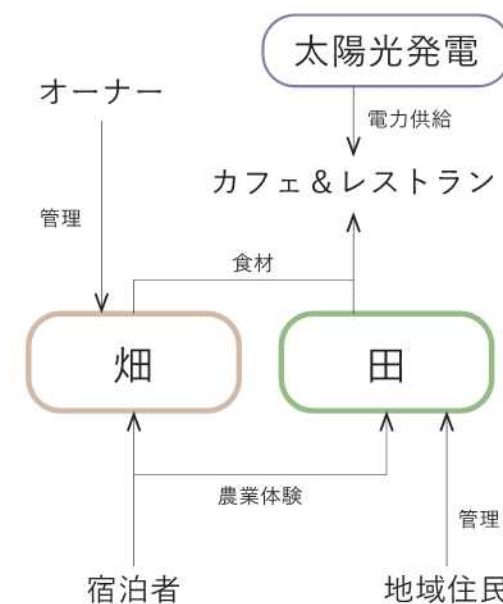 太陽光発電
オーナー
電力供給
カフェ＆レストラン
管理
食材
畑
田
農業体験
管理
宿泊者
地域住民